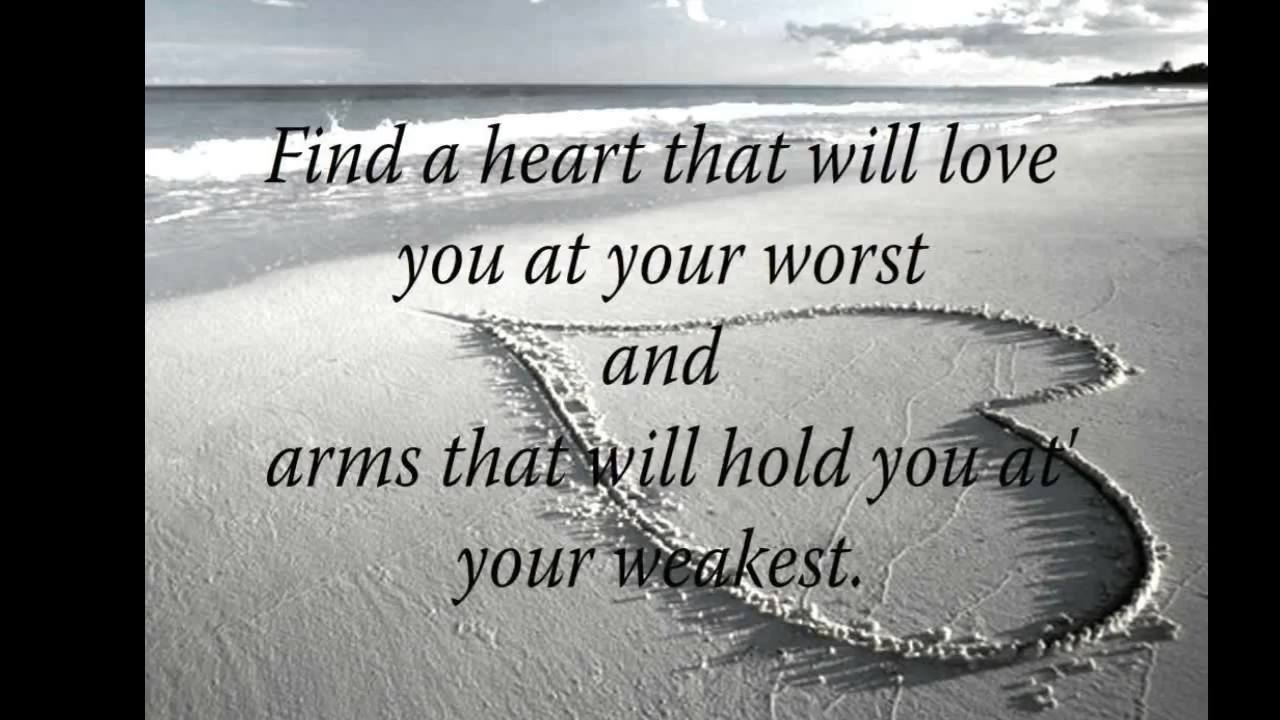 Find a heart that will love
you at your worst
and
arms that will hold you at'
your weakest.